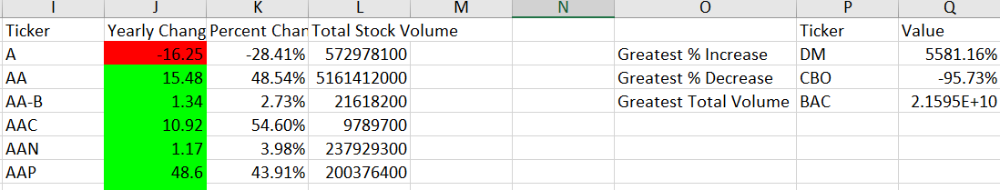 I J K L M N O P Q
Ticker Yearly Chang Percent Char Total Stock Volume Ticker Value
A -16.25 -28.41% 572978100 Greatest % Increase DM 5581.16%
AA 15.48 48.54% 5161412000 Greatest % Decrease CBO -95.73%
AA-B 1.34 2.73% 21618200 Greatest Total Volume BAC 2.1595E+10
AAC 10.92 54.60% 9789700
AAN 1.17 3.98% 237929300
AAP 48.6 43.91% 200376400